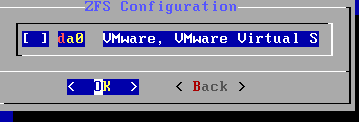 ZFS Configuration
[ ] da0 VMware, VMware Virtual S
< OK > < Back >